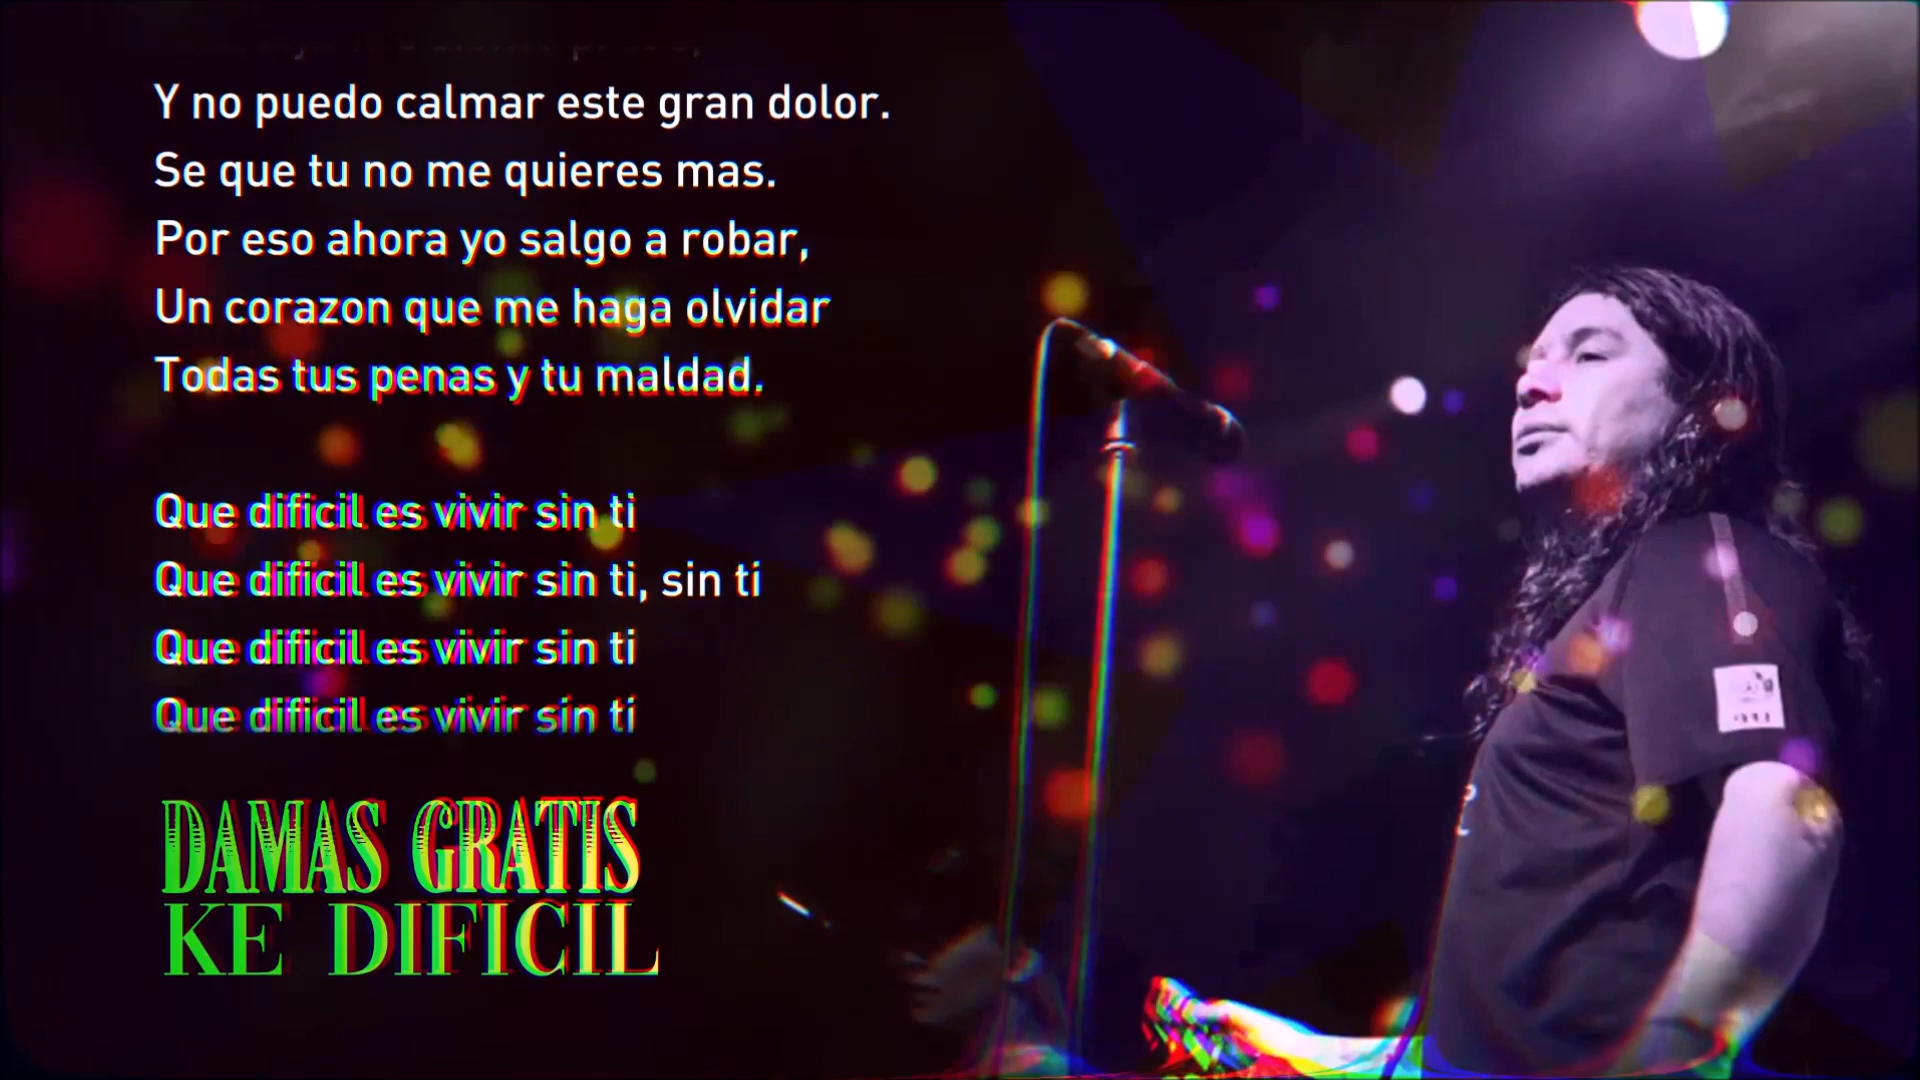 Y no puedo calmar este gran dolor.
Se que tu no me quieres mas.
Por eso ahora yo salgo a robar,
Un corazon que me haga olvidar
Todas tus penas y tu maldad.
Que dificil es vivir sin ti
Que dificil es vivir sin ti, sin ti
Que dificil es vivir sin ti
Que dificil es vivir sin ti
DAMAS GRATIS
KE DIFICIL